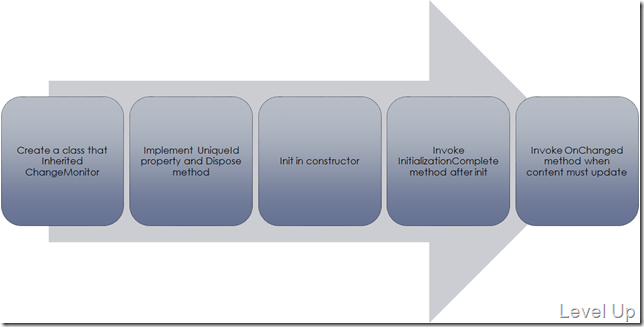 Create a class that
Inherited
ChangeMonitor
Implement UniqueId
property and Dispose
method
Init in constructor
Invoke
InitializationComplete
method after init
Invoke OnChanged
method when
content must update
Level Up